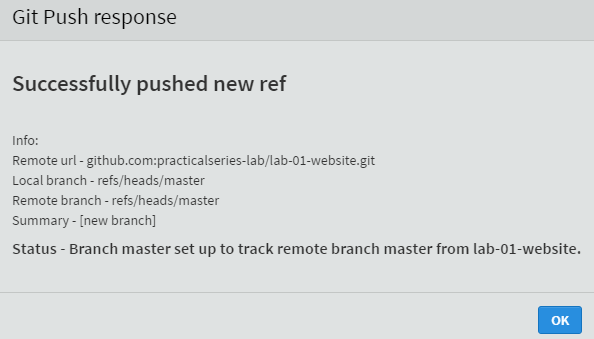 Git Push response
Successfully pushed new ref
Info:
Remote url - github.com:practicalseries-lab/lab-01-website.git
Local branch - refs/heads/master
Remote branch - refs/heads/master
Summary - [new branch]
Status - Branch master set up to track remote branch master from lab-01-website.
OK